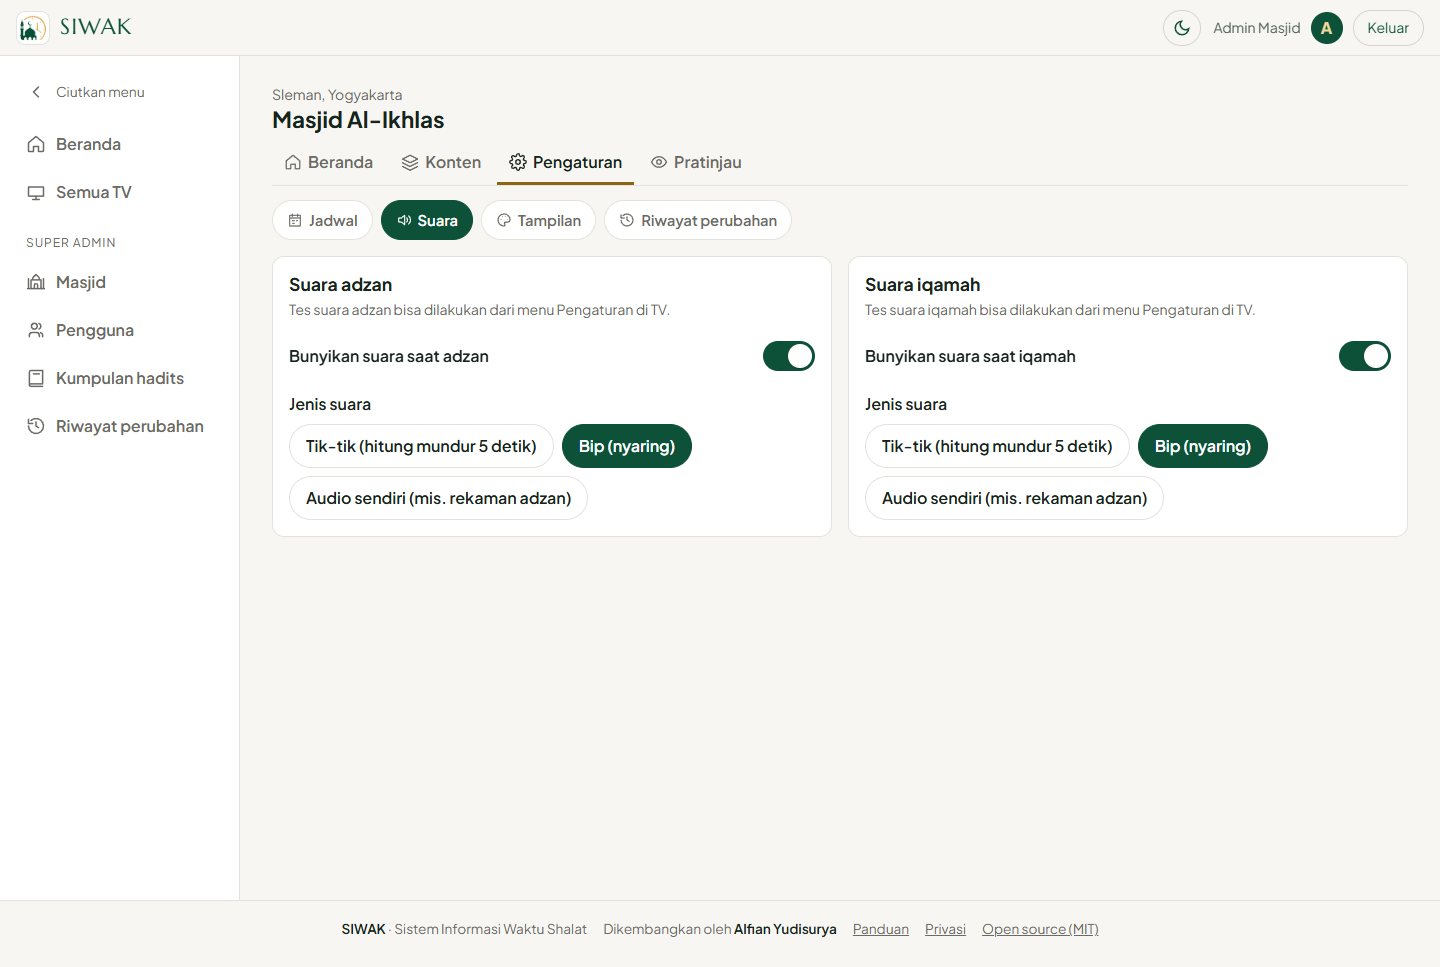 SIWAK
Admin Masjid
A
Keluar
Ciutkan menu
Beranda
Semua TV
SUPER ADMIN
Masjid
Pengguna
Kumpulan hadits
Riwayat perubahan
Sleman, Yogyakarta
Masjid Al-Ikhlas
Beranda
Konten
Pengaturan
Pratinjau
Jadwal
Suara
Tampilan
Riwayat perubahan
Suara adzan
Tes suara adzan bisa dilakukan dari menu Pengaturan di TV.
Bunyikan suara saat adzan
Jenis suara
Tik-tik (hitung mundur 5 detik)
Bip (nyaring)
Audio sendiri (mis. rekaman adzan)
Suara iqamah
Tes suara iqamah bisa dilakukan dari menu Pengaturan di TV.
Bunyikan suara saat iqamah
Jenis suara
Tik-tik (hitung mundur 5 detik)
Bip (nyaring)
Audio sendiri (mis. rekaman adzan)
SIWAK · Sistem Informasi Waktu Shalat
Dikembangkan oleh Alfian Yudisurya
Panduan
Privasi
Open source (MIT)